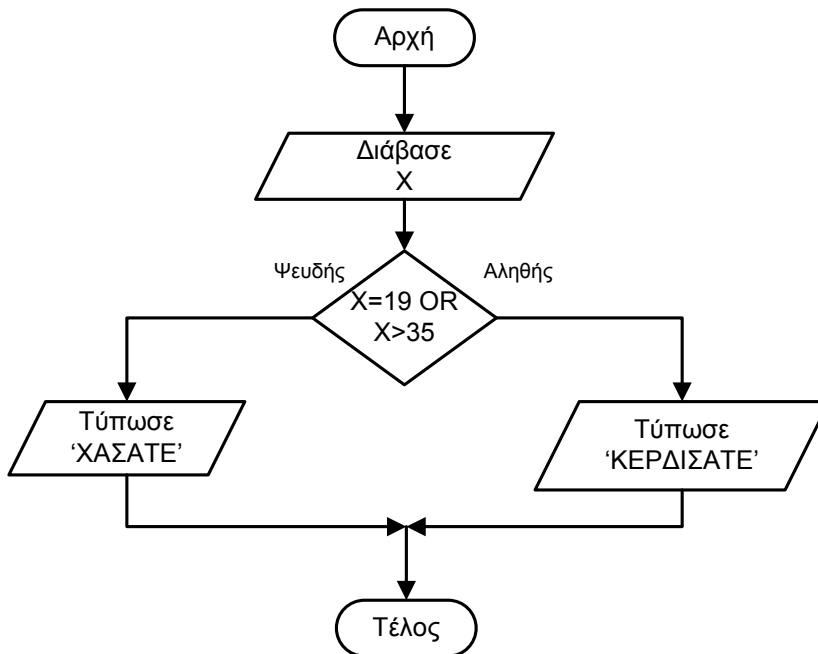 Αρχή
Διάβασε
Χ
Ψευδής
Αληθής
Χ=19 OR
Χ>35
Τύπωσε
‘ΧΑΣΑΤΕ’
Τύπωσε
‘ΚΕΡΔΙΣΑΤΕ’
Τέλος